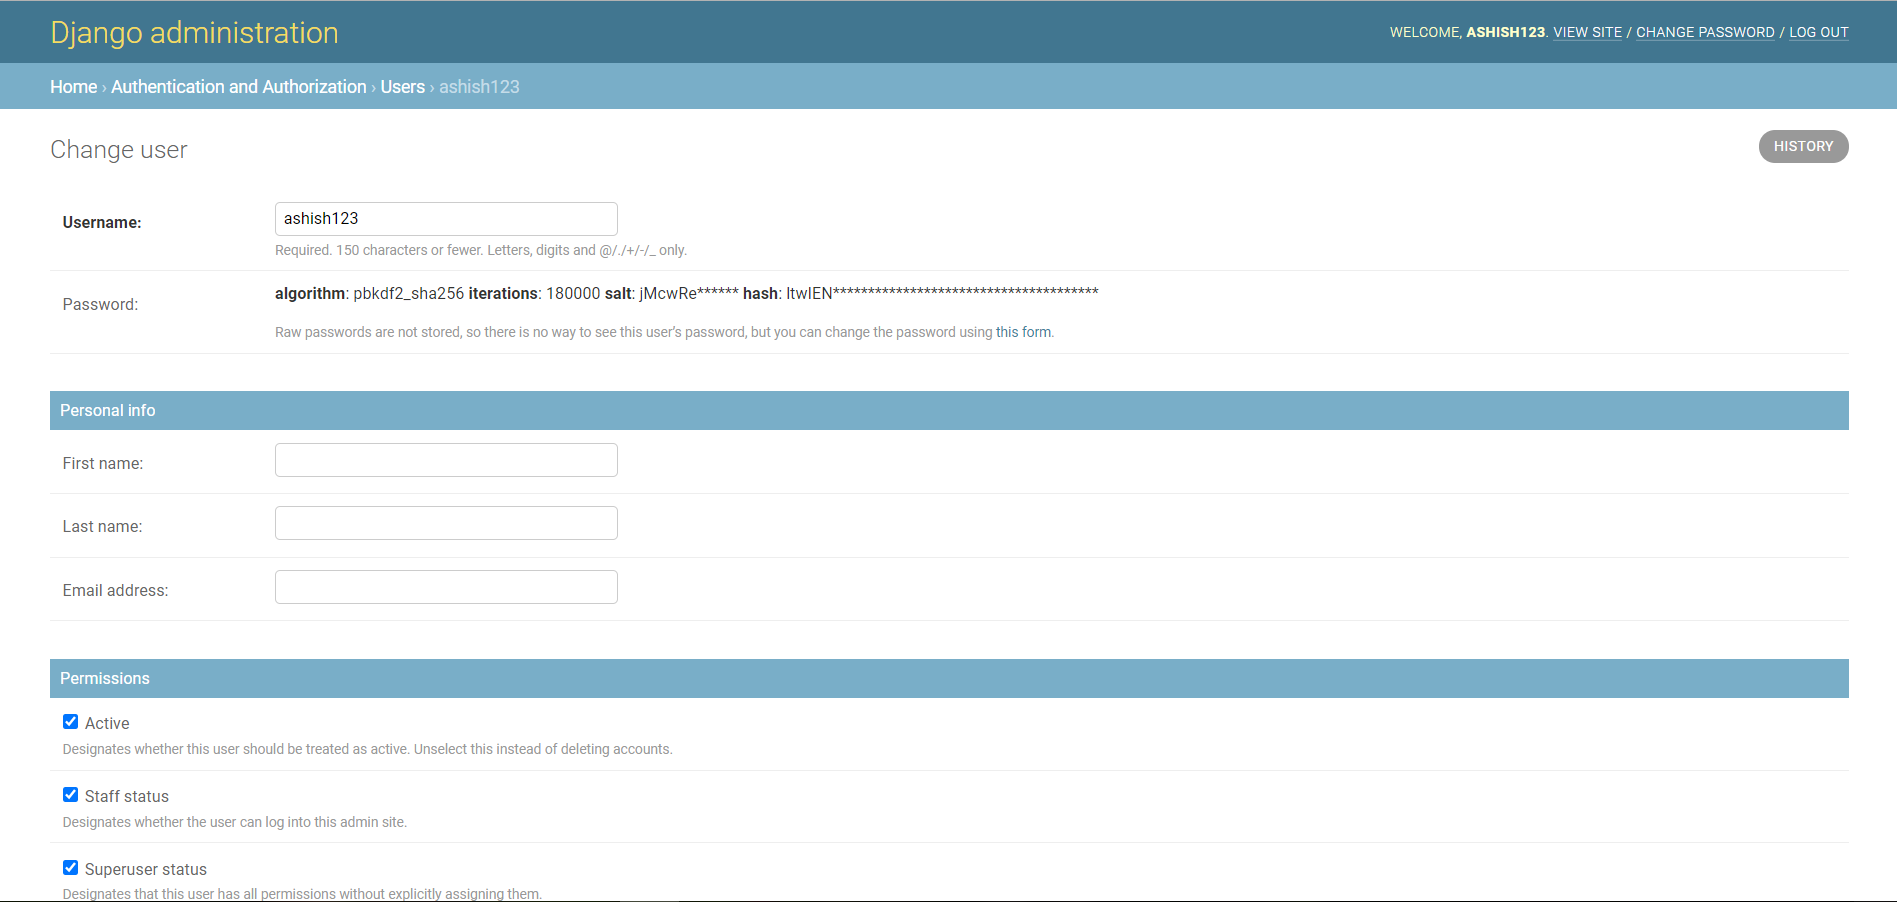 Django administration
WELCOME, ASHISH123. VIEW SITE / CHANGE PASSWORD / LOG OUT
Home › Authentication and Authorization › Users › ashish123
Change user
HISTORY
Username:
ashish123
Required. 150 characters or fewer. Letters, digits and @/./+/-/_ only.
Password:
algorithm: pbkdf2_sha256 iterations: 180000 salt: jMcwRe****** hash: ltwIEN**************************************
Raw passwords are not stored, so there is no way to see this user's password, but you can change the password using this form.
Personal info
First name:
Last name:
Email address:
Permissions
Active
Designates whether this user should be treated as active. Unselect this instead of deleting accounts.
Staff status
Designates whether the user can log into this admin site.
Superuser status
Designates that this user has all permissions without explicitly assigning them.